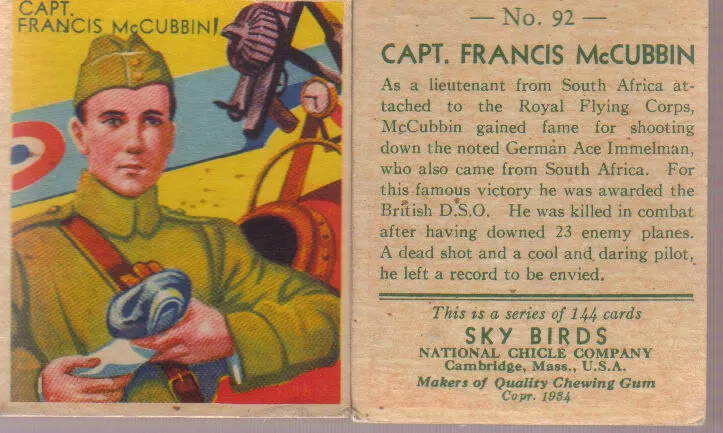 CAPT.
FRANCIS McCUBBIN
— No. 92 —
CAPT. FRANCIS McCUBBIN
As a lieutenant from South Africa at-
tached to the Royal Flying Corps,
McCubbin gained fame for shooting
down the noted German Ace Immelman,
who also came from South Africa. For
this famous victory he was awarded the
British D.S.O. He was killed in combat
after having downed 23 enemy planes.
A dead shot and a cool and daring pilot,
he left a record to be envied.
This is a series of 144 cards
SKY BIRDS
NATIONAL CHICLE COMPANY
Cambridge, Mass., U.S.A.
Makers of Quality Chewing Gum
Copr. 1934